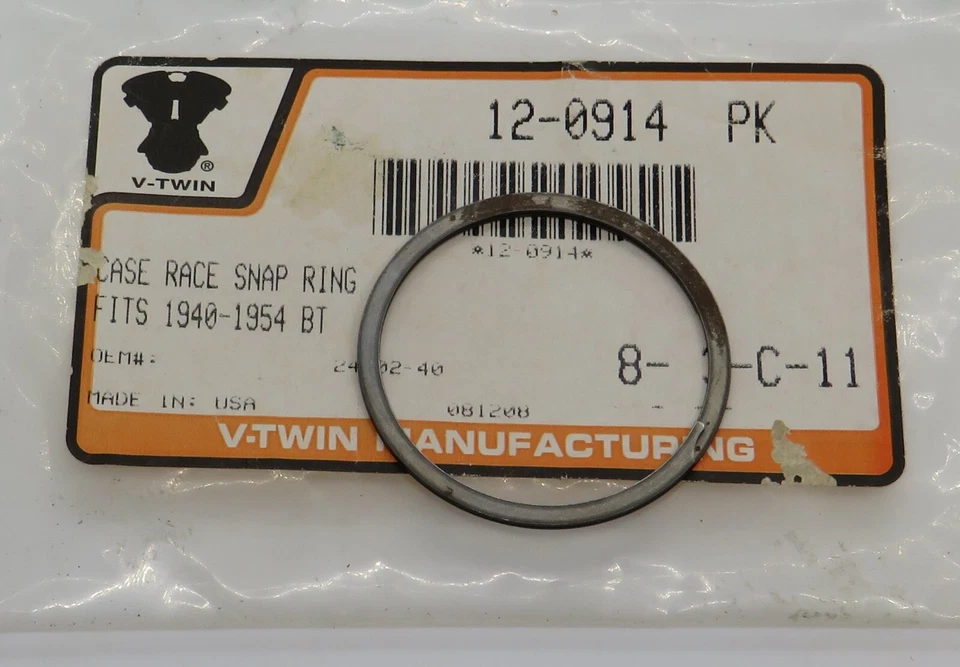 12-0914 PK
® V-TWIN
*12-0914*
CASE RACE SNAP RING
FITS 1940-1954 BT
OEM#: 
8- -C-11
MADE IN: USA
081208
V-TWIN MANUFACTURING